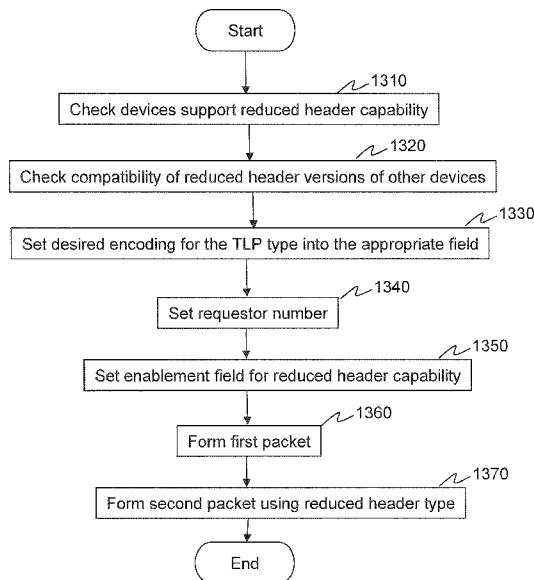 Start
1310
Check devices support reduced header capability
1320
Check compatibility of reduced header versions of other devices
1330
Set desired encoding for the TLP type into the appropriate field
1340
Set requestor number
1350
Set enablement field for reduced header capability
1360
Form first packet
1370
Form second packet using reduced header type
End